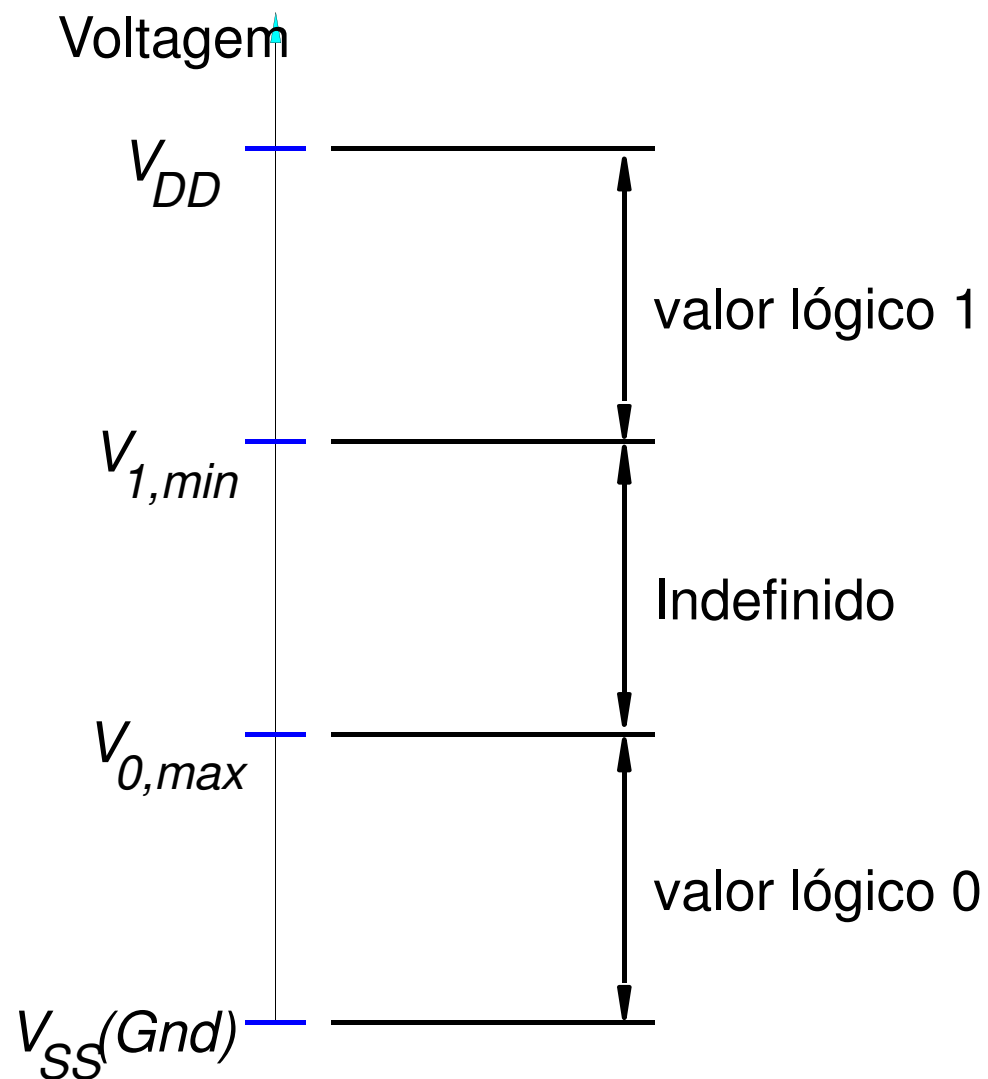 Voltagem
V_DD
valor lógico 1
V_1,min
Indefinido
V_0,max
valor lógico 0
V_SS(Gnd)